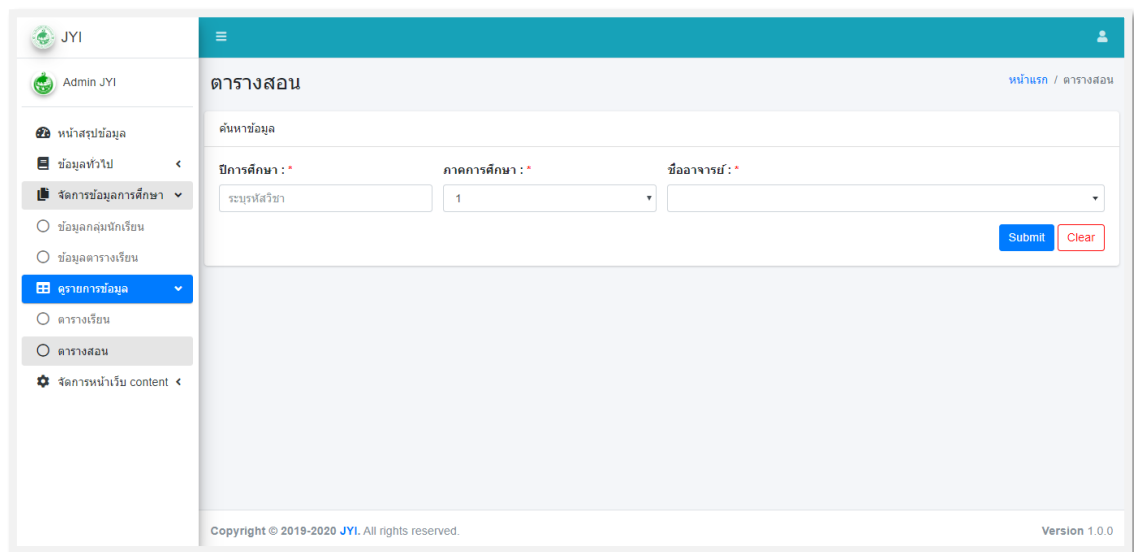 JYI
Admin JYI
หน้าสรุปข้อมูล
ข้อมูลทั่วไป
จัดการข้อมูลการศึกษา
ข้อมูลกลุ่มนักเรียน
ข้อมูลตารางเรียน
ดูรายการข้อมูล
ตารางเรียน
ตารางสอน
จัดการหน้าเว็บ content
ตารางสอน
หน้าแรก / ตารางสอน
ค้นหาข้อมูล
ปีการศึกษา : *
ภาคการศึกษา : *
ชื่ออาจารย์ : *
ระบุรหัสวิชา
1
Submit
Clear
Copyright © 2019-2020 JYI. All rights reserved.
Version 1.0.0